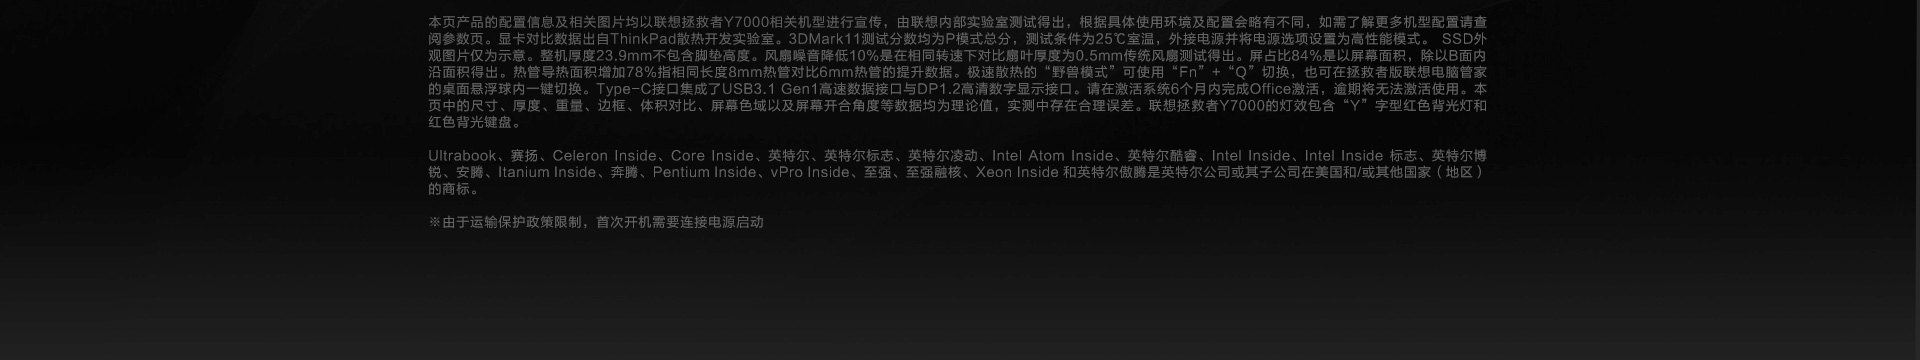 本页产品的配置信息及相关图片均以联想拯救者Y7000相关机型进行宣传，由联想内部实验室测试得出，根据具体使用环境及配置会略有不同，如需了解更多机型配置请查
阅参数页。显卡对比数据出自ThinkPad散热开发实验室。3DMark11测试分数均为P模式总分，测试条件为25℃室温，外接电源并将电源选项设置为高性能模式。 SSD外
观图片仅为示意。整机厚度23.9mm不包含脚垫高度。风扇噪音降低10%是在相同转速下对比扇叶厚度为0.5mm传统风扇测试得出。屏占比84%是以屏幕面积，除以B面内
沿面积得出。热管导热面积增加78%指相同长度8mm热管对比6mm热管的提升数据。极速散热的“野兽模式”可使用“Fn”+“Q”切换，也可在拯救者版联想电脑管家
的桌面悬浮球内一键切换。Type-C接口集成了USB3.1 Gen1高速数据接口与DP1.2高清数字显示接口。请在激活系统6个月内完成Office激活，逾期将无法激活使用。本
页中的尺寸、厚度、重量、边框、体积对比、屏幕色域以及屏幕开合角度等数据均为理论值，实测中存在合理误差。联想拯救者Y7000的灯效包含“Y”字型红色背光灯和
红色背光键盘。
Ultrabook、赛扬、Celeron Inside、Core Inside、英特尔、英特尔标志、英特尔凌动、Intel Atom Inside、英特尔酷睿、Intel Inside、Intel Inside 标志、英特尔博
锐、安腾、Itanium Inside、奔腾、Pentium Inside、vPro Inside、至强、至强融核、Xeon Inside 和英特尔傲腾是英特尔公司或其子公司在美国和/或其他国家（地区）
的商标。
※由于运输保护政策限制，首次开机需要连接电源启动